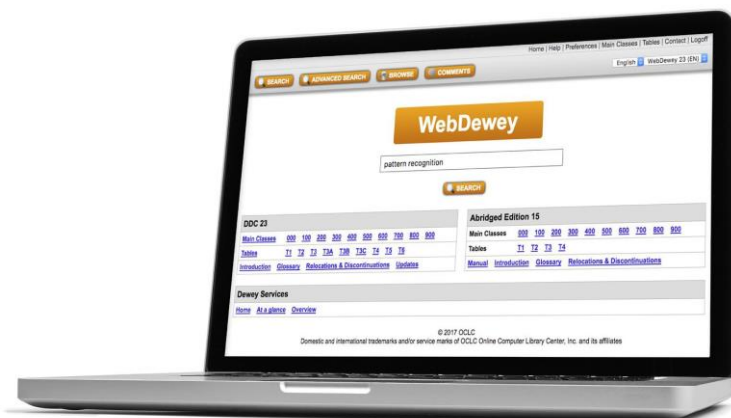 Home | Help | Preferences | Main Classes | Tables | Contact | Logoff
SEARCH ADVANCED SEARCH BROWSE COMMENTS
English WebDewey 23 (EN)
WebDewey
pattern recognition
SEARCH
DDC 23
Main Classes 000 100 200 300 400 500 600 700 800 900
Tables T1 T2 T3 T3A T3B T3C T4 T5 T6
Introduction Glossary Relocations & Discontinuations Updates
Abridged Edition 15
Main Classes 000 100 200 300 400 500 600 700 800 900
Tables T1 T2 T3 T4
Manual Introduction Glossary Relocations & Discontinuations
Dewey Services
Home At a glance Overview
© 2017 OCLC
Domestic and international trademarks and/or service marks of OCLC Online Computer Library Center, Inc. and its affiliates